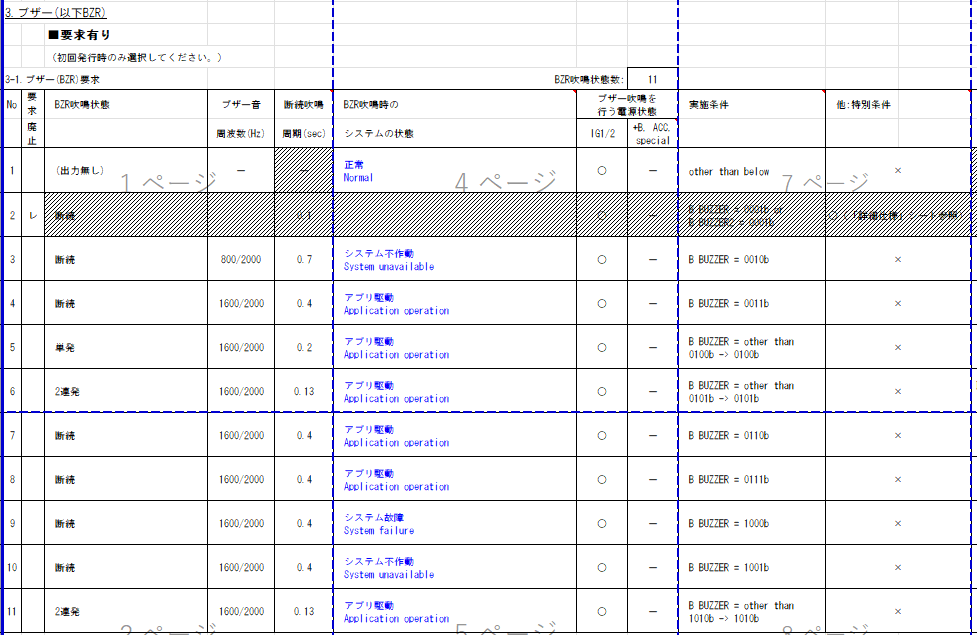 3. ブザー(以下BZR)
■要求有り
(初回発行時のみ選択してください。)
3-1. ブザー(BZR)要求 BZR吹鳴状態数: 11
No 要求廃止 BZR吹鳴状態 ブザー音 周波数(Hz) 断続吹鳴 周期(sec) BZR吹鳴時の システムの状態 ブザー吹鳴を 行う電源状態 IG1/2 +B, ACC, special 実施条件 他:特別条件
1 (出力無し) — — 正常 Normal ○ — other than below ×
2 レ 断続 0.1 ○ — B BUZZER = 0001b or B BUZZER2 = 0001b
3 断続 800/2000 0.7 システム不作動 System unavailable ○ — B BUZZER = 0010b ×
4 断続 1600/2000 0.4 アプリ駆動 Application operation ○ — B BUZZER = 0011b ×
5 単発 1600/2000 0.2 アプリ駆動 Application operation ○ — B BUZZER = other than 0100b -> 0100b ×
6 2連発 1600/2000 0.13 アプリ駆動 Application operation ○ — B BUZZER = other than 0101b -> 0101b ×
7 断続 1600/2000 0.4 アプリ駆動 Application operation ○ — B BUZZER = 0110b ×
8 断続 1600/2000 0.4 アプリ駆動 Application operation ○ — B BUZZER = 0111b ×
9 断続 1600/2000 0.4 システム故障 System failure ○ — B BUZZER = 1000b ×
10 断続 1600/2000 0.4 システム不作動 System unavailable ○ — B BUZZER = 1001b ×
11 2連発 1600/2000 0.13 アプリ駆動 Application operation ○ — B BUZZER = other than 1010b -> 1010b ×
1 ページ
4 ページ
7 ページ
2 ページ
5 ページ
8 ページ